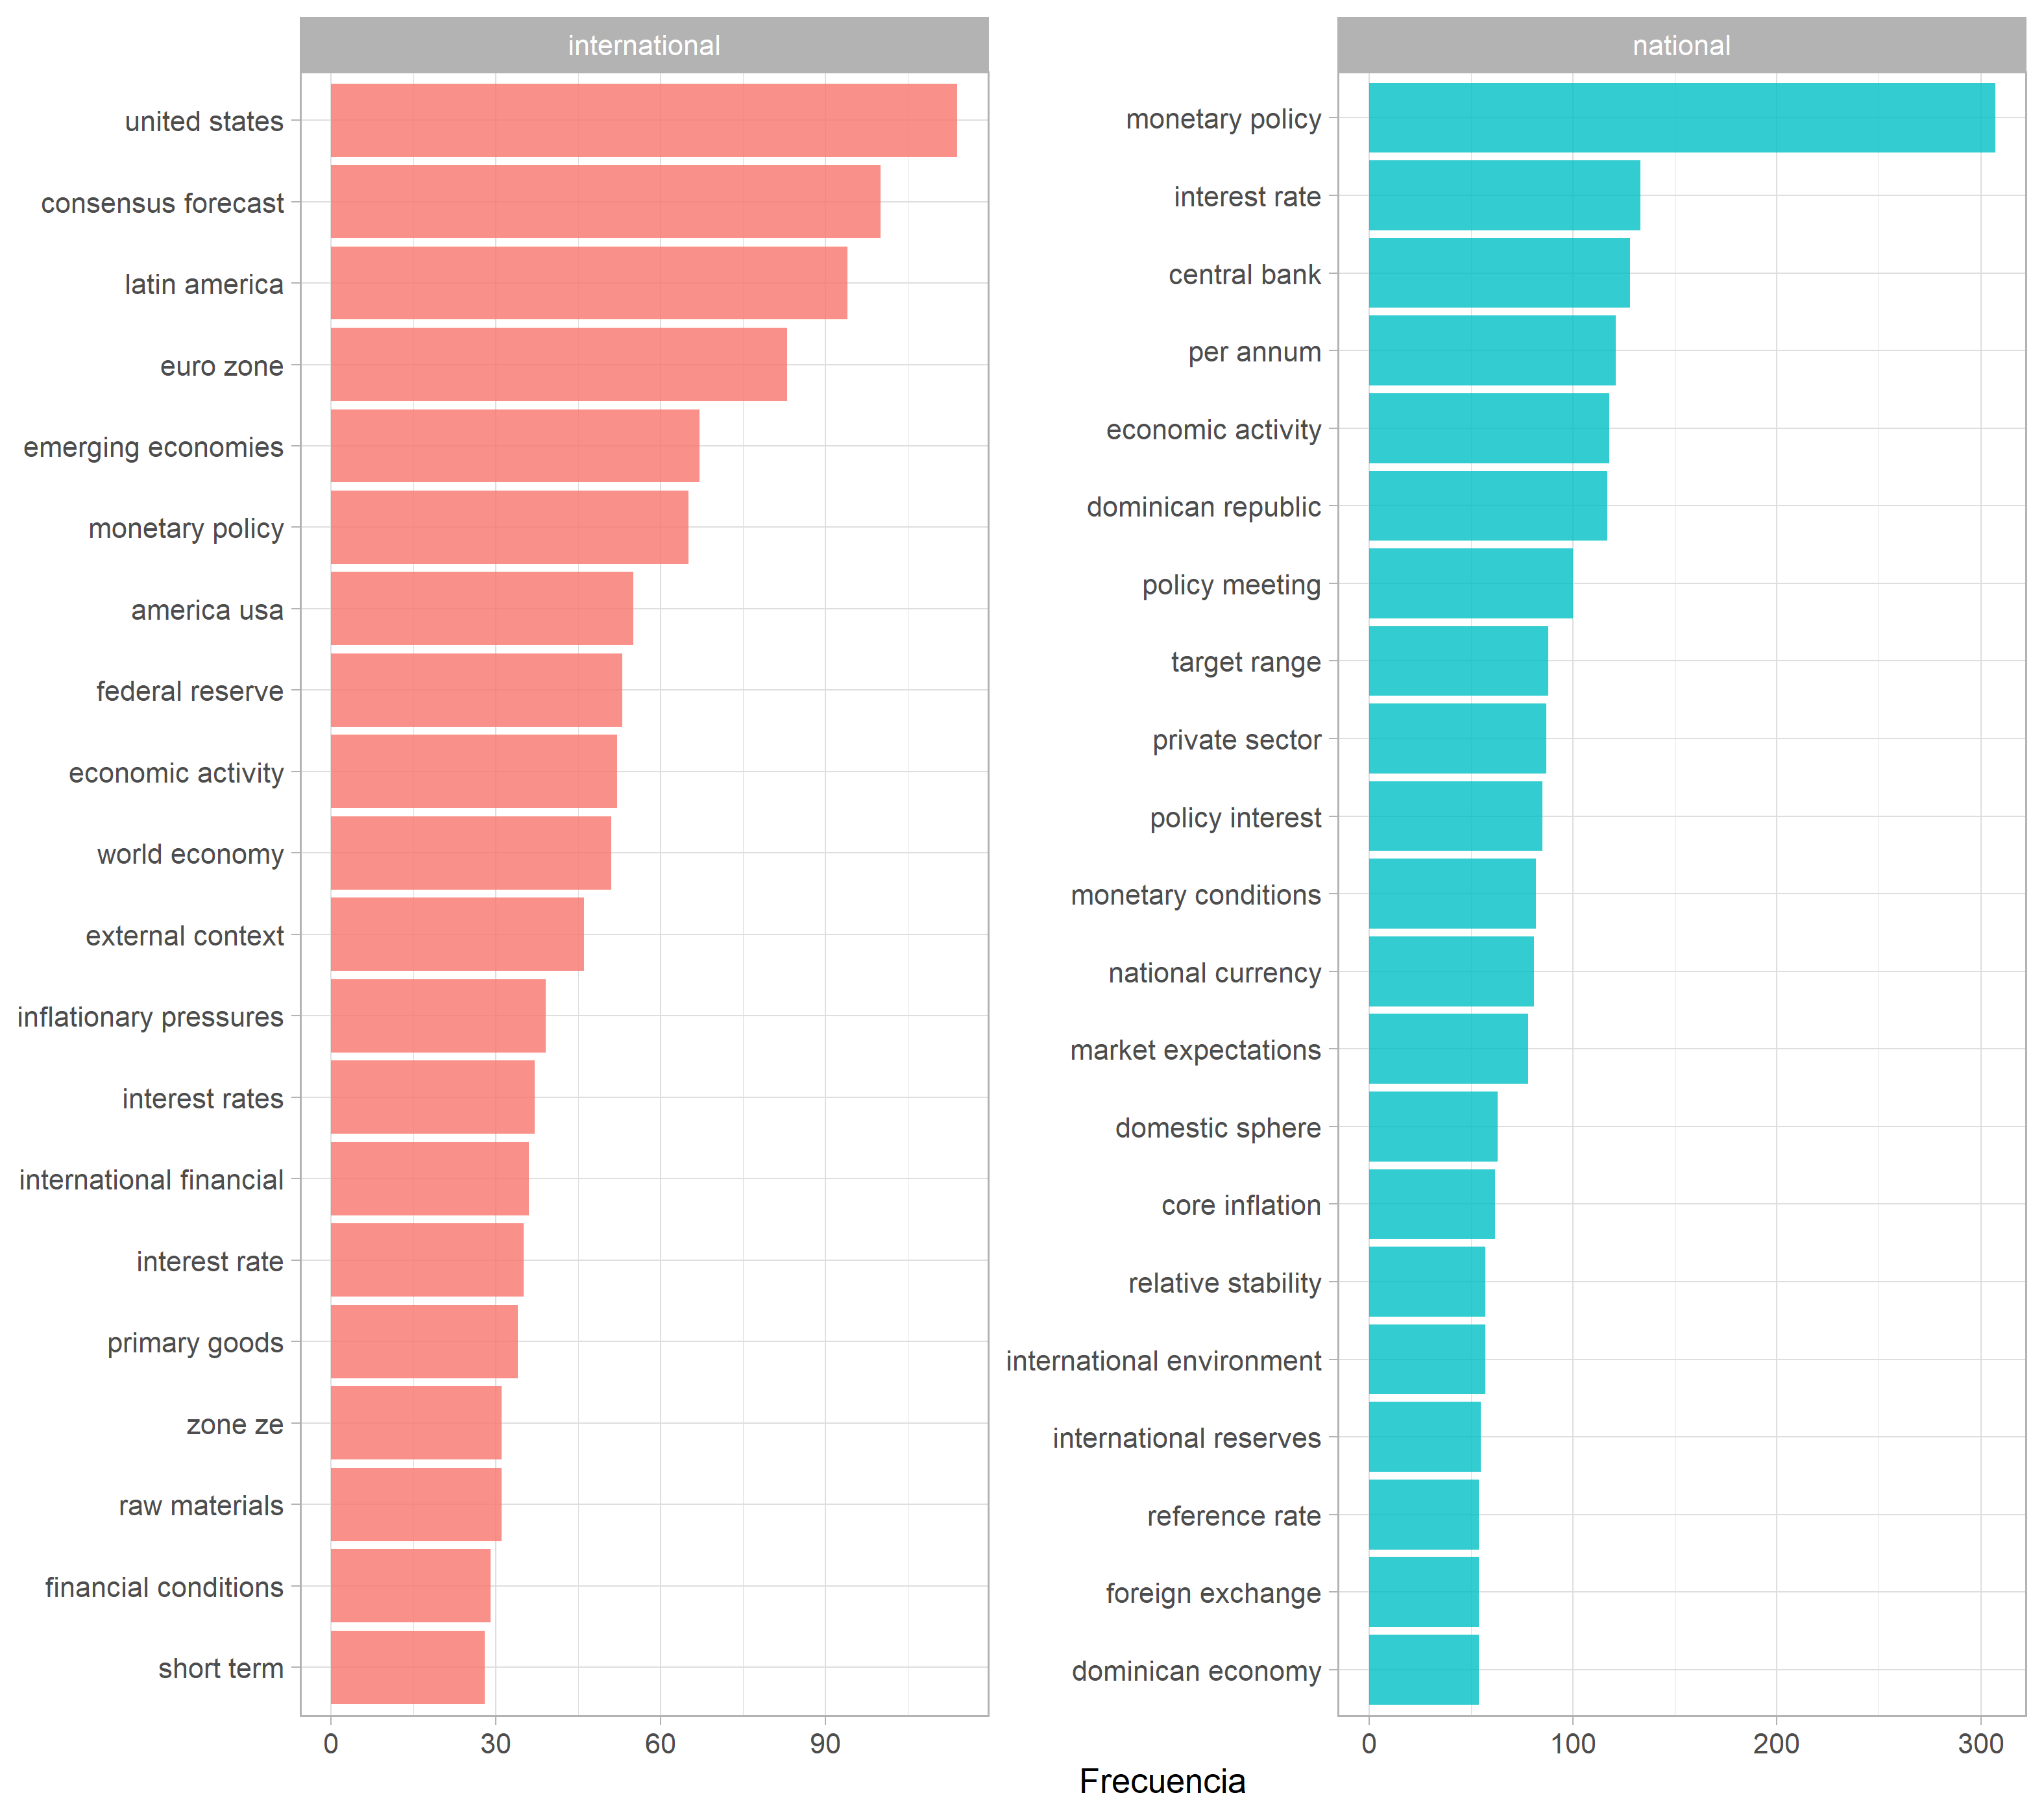 international
united states
consensus forecast
latin america
euro zone
emerging economies
monetary policy
america usa
federal reserve
economic activity
world economy
external context
inflationary pressures
interest rates
international financial
interest rate
primary goods
zone ze
raw materials
financial conditions
short term
0 30 60 90
national
monetary policy
interest rate
central bank
per annum
economic activity
dominican republic
policy meeting
target range
private sector
policy interest
monetary conditions
national currency
market expectations
domestic sphere
core inflation
relative stability
international environment
international reserves
reference rate
foreign exchange
dominican economy
0 100 200 300
Frecuencia